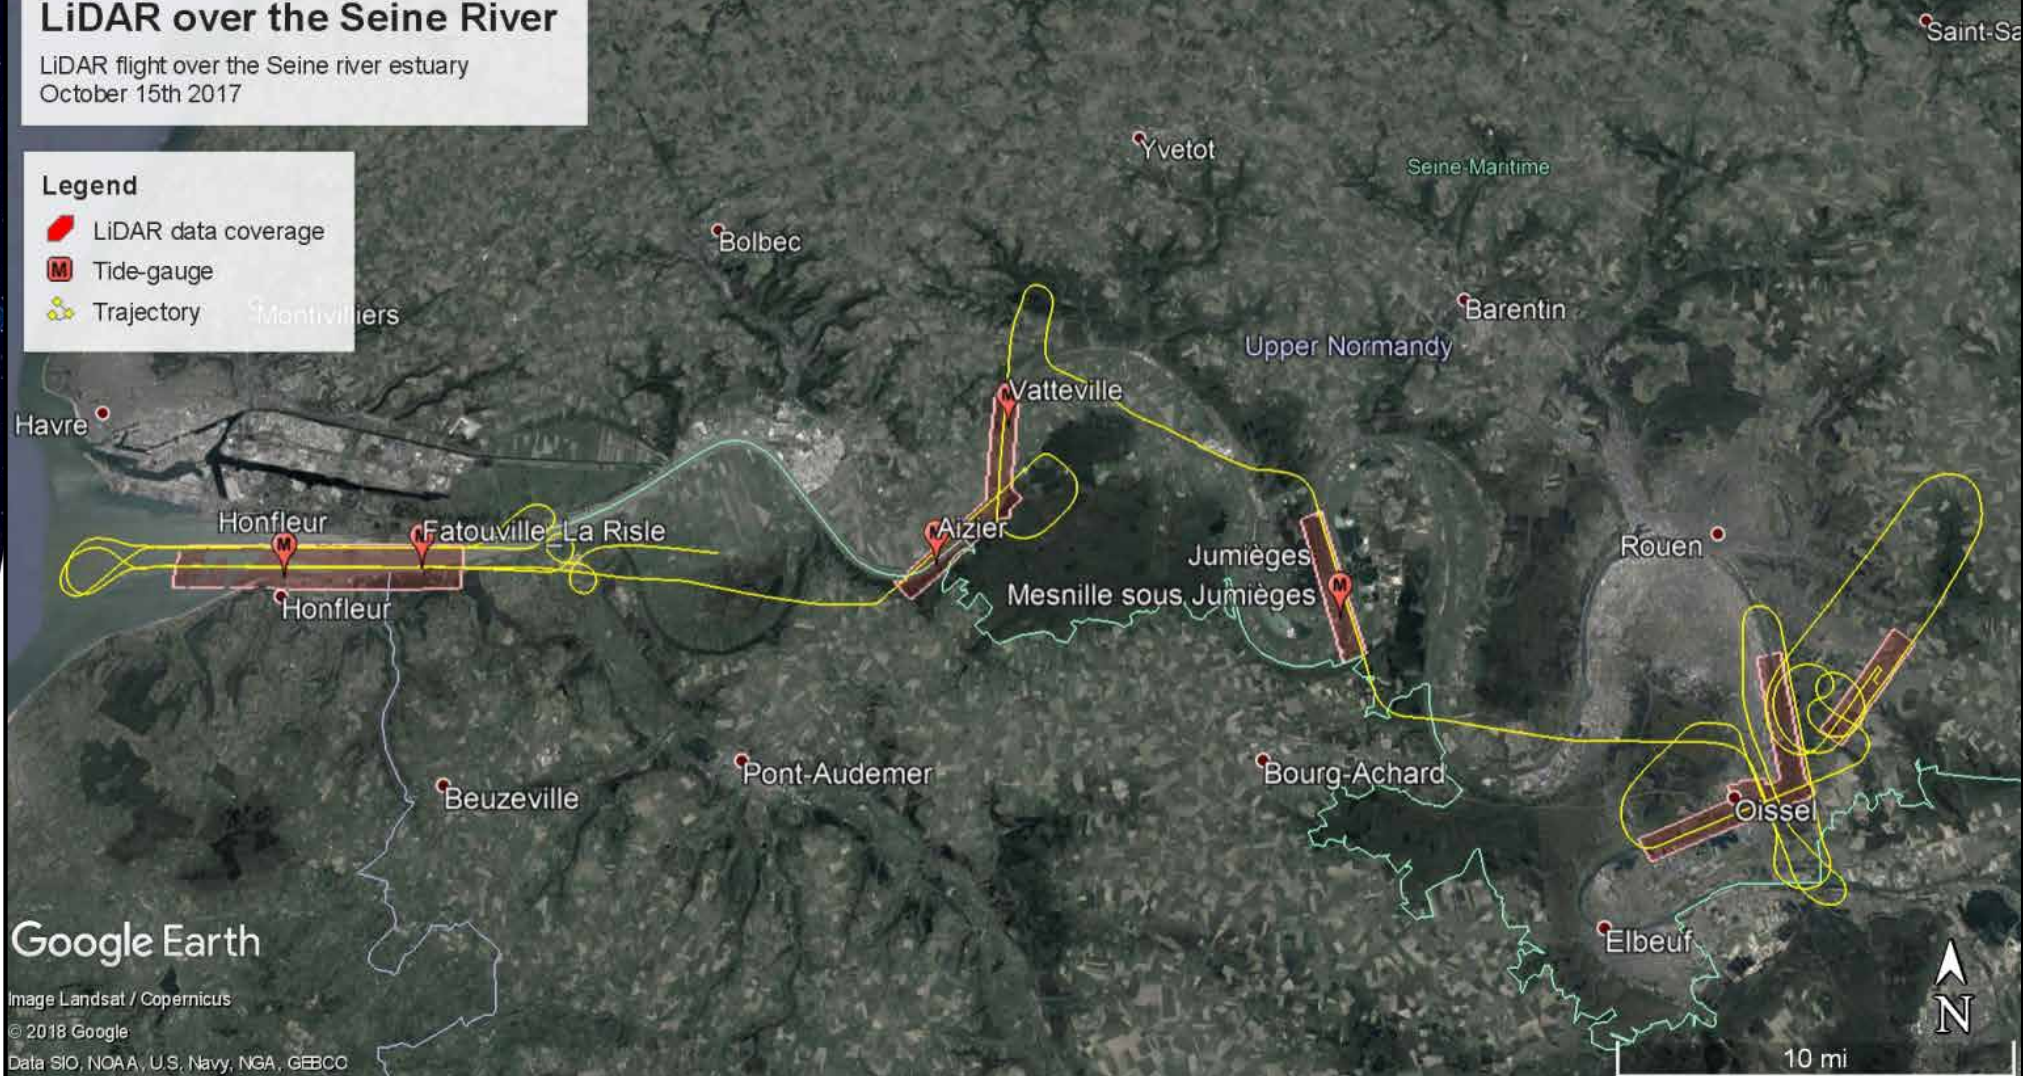 LiDAR over the Seine River
LiDAR flight over the Seine river estuary
October 15th 2017
Saint-Sa
Yvetot
Seine-Maritime
Legend
LiDAR data coverage
M Tide-gauge
Trajectory
Bolbec
Montivilliers
Barentin
Upper Normandy
Vatteville
Havre
Honfleur
Fatouville_La Risle
Aizier
Rouen
Jumièges
Mesnille sous Jumièges
M
M
Honfleur
Pont-Audemer
Bourg-Achard
Beuzeville
Oissel
Elbeuf
Google Earth
Image Landsat / Copernicus
© 2018 Google
Data SIO, NOAA, U.S. Navy, NGA, GEBCO
N
10 mi